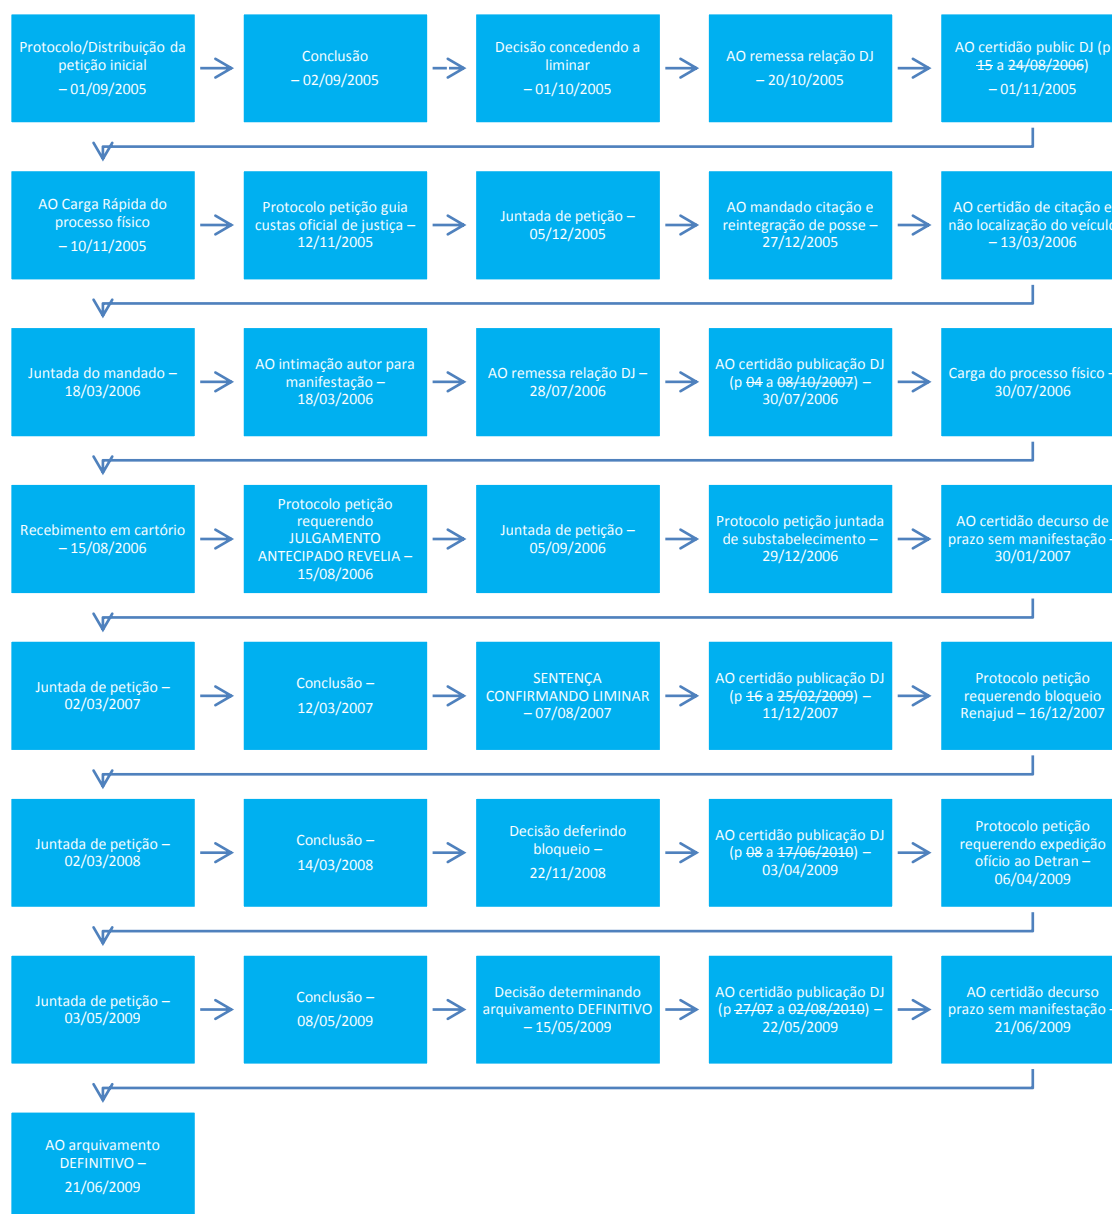 Protocolo/Distribuição da
petição inicial
– 01/09/2005
Conclusão
– 02/09/2005
Decisão concedendo a
liminar
– 01/10/2005
AO remessa relação DJ
– 20/10/2005
AO certidão public DJ (p
15 a 24/08/2006)
– 01/11/2005
AO Carga Rápida do
processo físico
– 10/11/2005
Protocolo petição guia
custas oficial de justiça –
12/11/2005
Juntada de petição –
05/12/2005
AO mandado citação e
reintegração de posse –
27/12/2005
AO certidão de citação e
não localização do veículo
– 13/03/2006
Juntada do mandado –
18/03/2006
AO intimação autor para
manifestação –
18/03/2006
AO remessa relação DJ –
28/07/2006
AO certidão publicação DJ
(p 04 a 08/10/2007) –
30/07/2006
Carga do processo físico –
30/07/2006
Recebimento em cartório
– 15/08/2006
Protocolo petição
requerendo
JULGAMENTO
ANTECIPADO REVELIA –
15/08/2006
Juntada de petição –
05/09/2006
Protocolo petição juntada
de substabelecimento –
29/12/2006
AO certidão decurso de
prazo sem manifestação –
30/01/2007
Juntada de petição –
02/03/2007
Conclusão –
12/03/2007
SENTENÇA
CONFIRMANDO LIMINAR
– 07/08/2007
AO certidão publicação DJ
(p 16 a 25/02/2009) –
11/12/2007
Protocolo petição
requerendo bloqueio
Renajud – 16/12/2007
Juntada de petição –
02/03/2008
Conclusão –
14/03/2008
Decisão deferindo
bloqueio –
22/11/2008
AO certidão publicação DJ
(p 08 a 17/06/2010) –
03/04/2009
Protocolo petição
requerendo expedição
ofício ao Detran –
06/04/2009
Juntada de petição –
03/05/2009
Conclusão –
08/05/2009
Decisão determinando
arquivamento DEFINITIVO
– 15/05/2009
AO certidão publicação DJ
(p 27/07 a 02/08/2010) –
22/05/2009
AO certidão decurso
prazo sem manifestação –
21/06/2009
AO arquivamento
DEFINITIVO –
21/06/2009